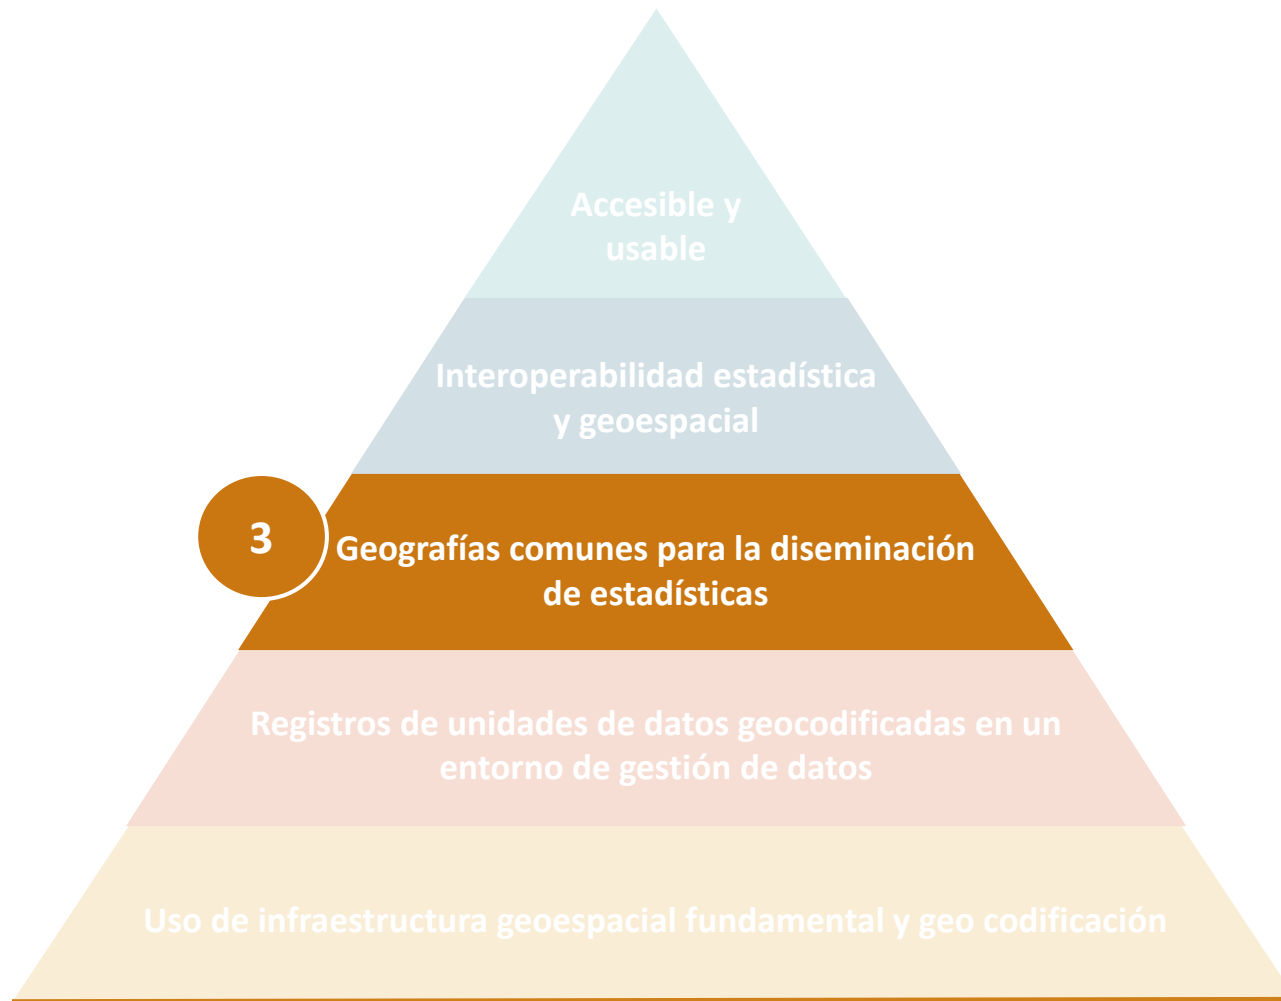 Accesible y
usable
Interoperabilidad estadística
y geoespacial
3
Geografías comunes para la diseminación
de estadísticas
Registros de unidades de datos geocodificadas en un
entorno de gestión de datos
Uso de infraestructura geoespacial fundamental y geo codificación